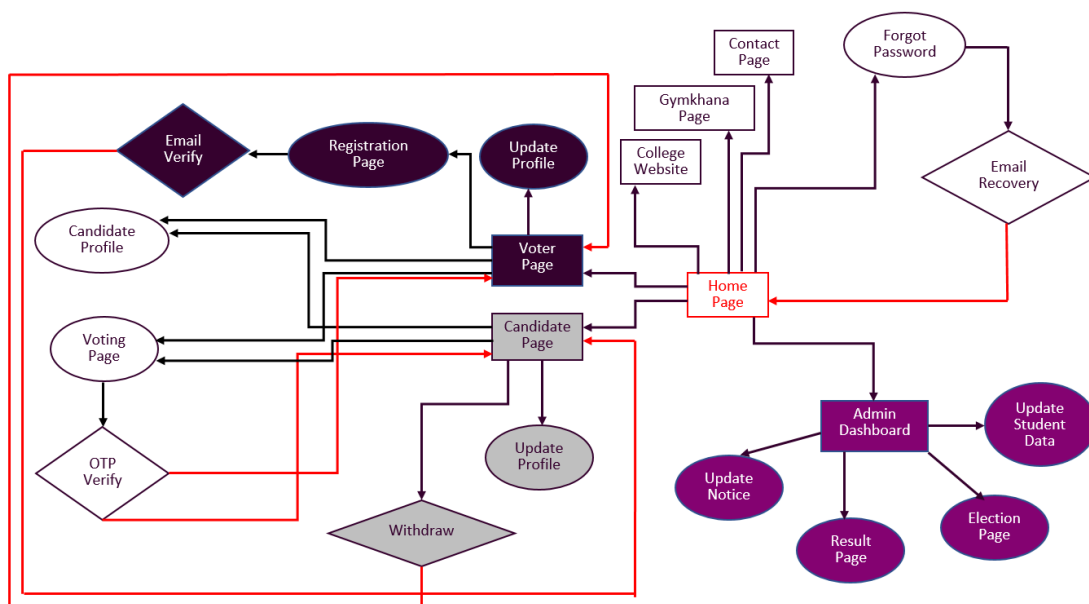 Contact
Page
Forgot
Password
Gymkhana
Page
Email
Verify
Registration
Page
Update
Profile
College
Website
Email
Recovery
Candidate
Profile
Voter
Page
Home
Page
Voting
Page
Candidate
Page
Admin
Dashboard
Update
Student
Data
OTP
Verify
Update
Profile
Update
Notice
Election
Page
Withdraw
Result
Page